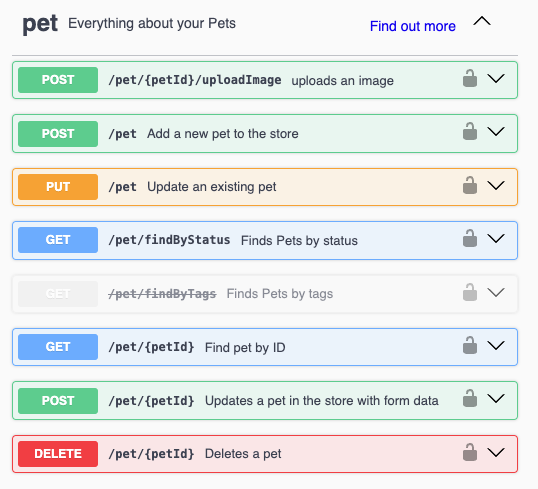 pet Everything about your Pets Find out more
POST /pet/{petId}/uploadImage uploads an image
POST /pet Add a new pet to the store
PUT /pet Update an existing pet
GET /pet/findByStatus Finds Pets by status
GET /pet/findByTags Finds Pets by tags
GET /pet/{petId} Find pet by ID
POST /pet/{petId} Updates a pet in the store with form data
DELETE /pet/{petId} Deletes a pet